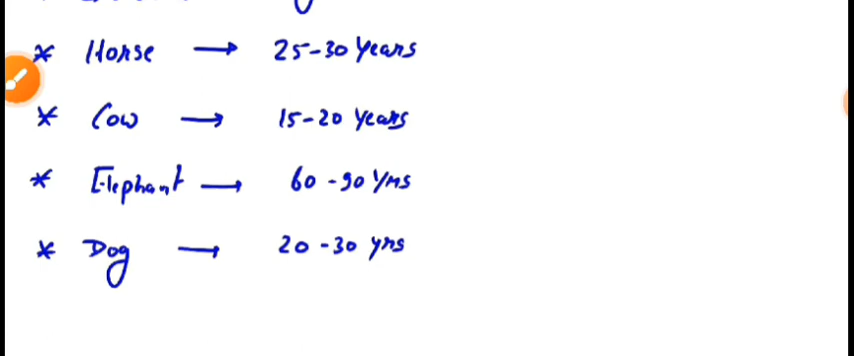 * Horse → 25-30 Years
* Cow → 15-20 Years
* Elephant → 60-90 Yrs
* Dog → 20-30 yrs